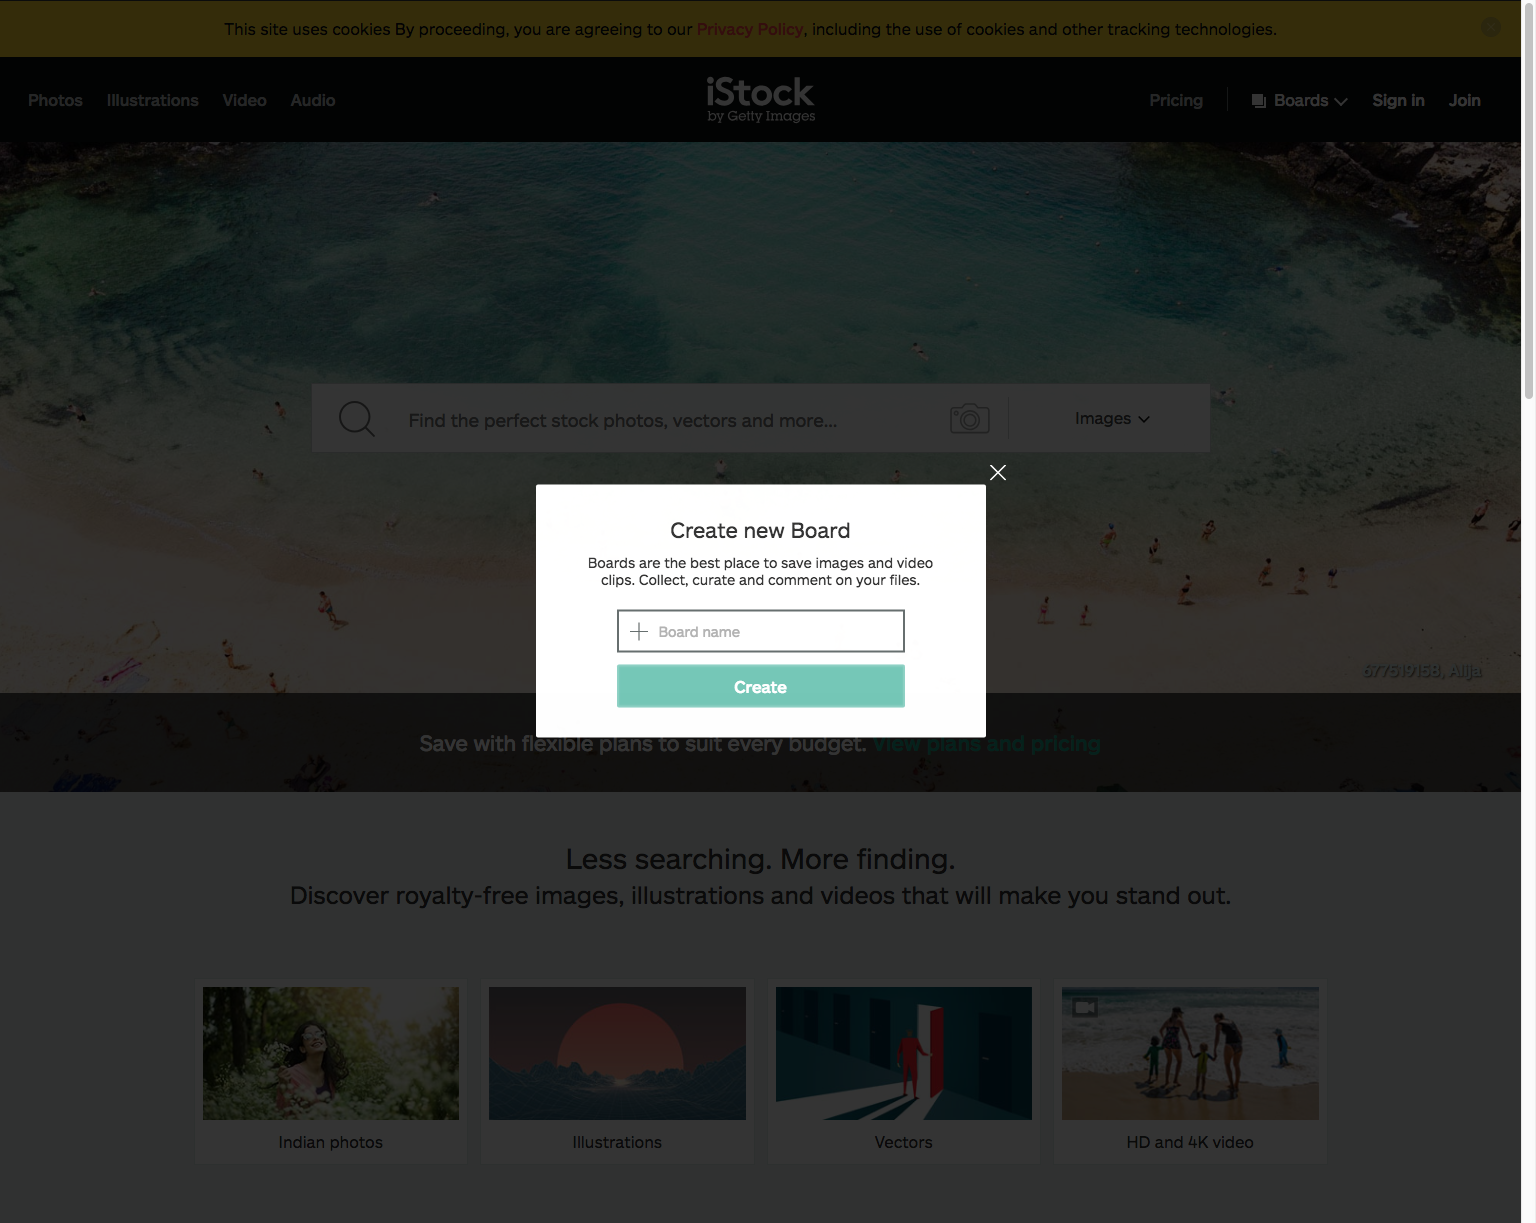 This site uses cookies By proceeding, you are agreeing to our Privacy Policy, including the use of cookies and other tracking technologies.
Photos Illustrations Video Audio
iStock
by Getty Images
Pricing Boards Sign in Join
Find the perfect stock photos, vectors and more...
Images
Create new Board
Boards are the best place to save images and video
clips. Collect, curate and comment on your files.
Board name
Create
677519158, Alija
Save with flexible plans to suit every budget. View plans and pricing
Less searching. More finding.
Discover royalty-free images, illustrations and videos that will make you stand out.
Indian photos
Illustrations
Vectors
HD and 4K video